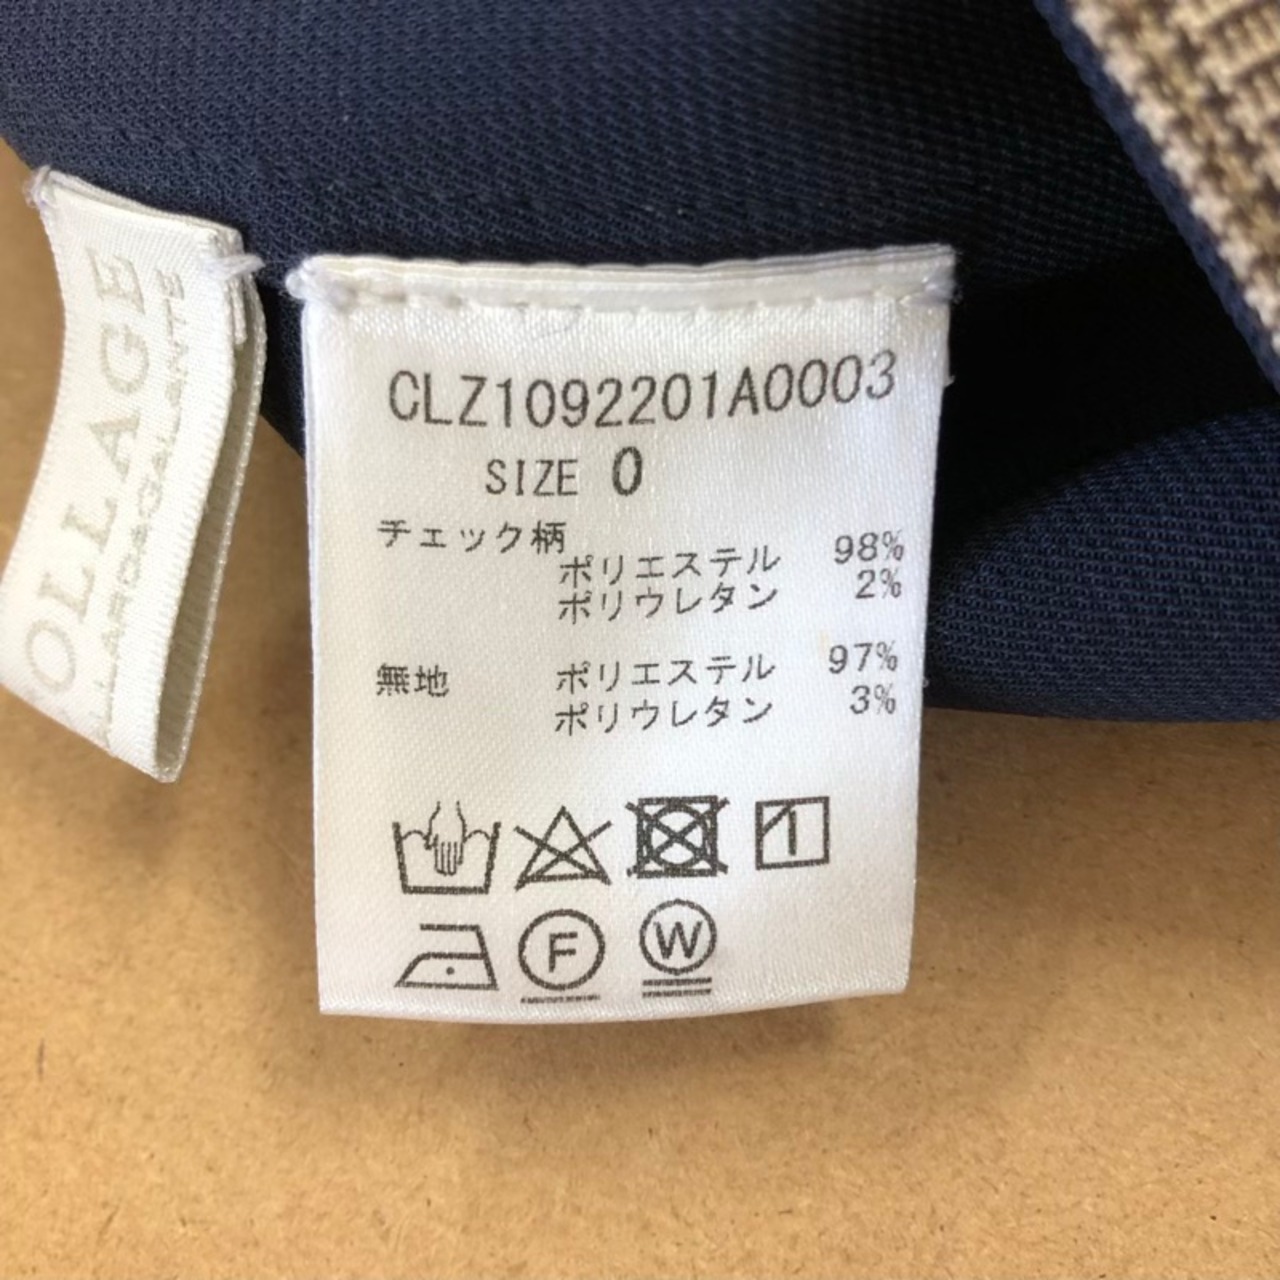 OLLAGE
GALLARDAGALANTE
CLZ1092201A0003
SIZE 0
チェック柄
ポリエステル 98%
ポリウレタン 2%
無地 ポリエステル 97%
ポリウレタン 3%
1
F
W